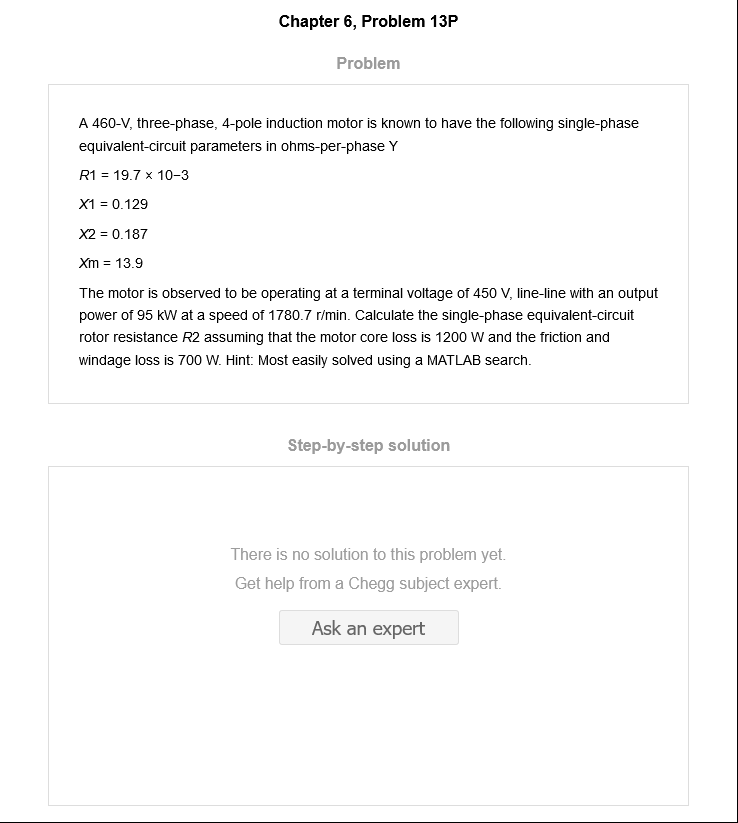 Chapter 6, Problem 13P
Problem
A 460-V, three-phase, 4-pole induction motor is known to have the following single-phase
equivalent-circuit parameters in ohms-per-phase Y
R1 = 19.7 × 10−3
X1 = 0.129
X2 = 0.187
Xm = 13.9
The motor is observed to be operating at a terminal voltage of 450 V, line-line with an output
power of 95 kW at a speed of 1780.7 r/min. Calculate the single-phase equivalent-circuit
rotor resistance R2 assuming that the motor core loss is 1200 W and the friction and
windage loss is 700 W. Hint: Most easily solved using a MATLAB search.
Step-by-step solution
There is no solution to this problem yet.
Get help from a Chegg subject expert.
Ask an expert